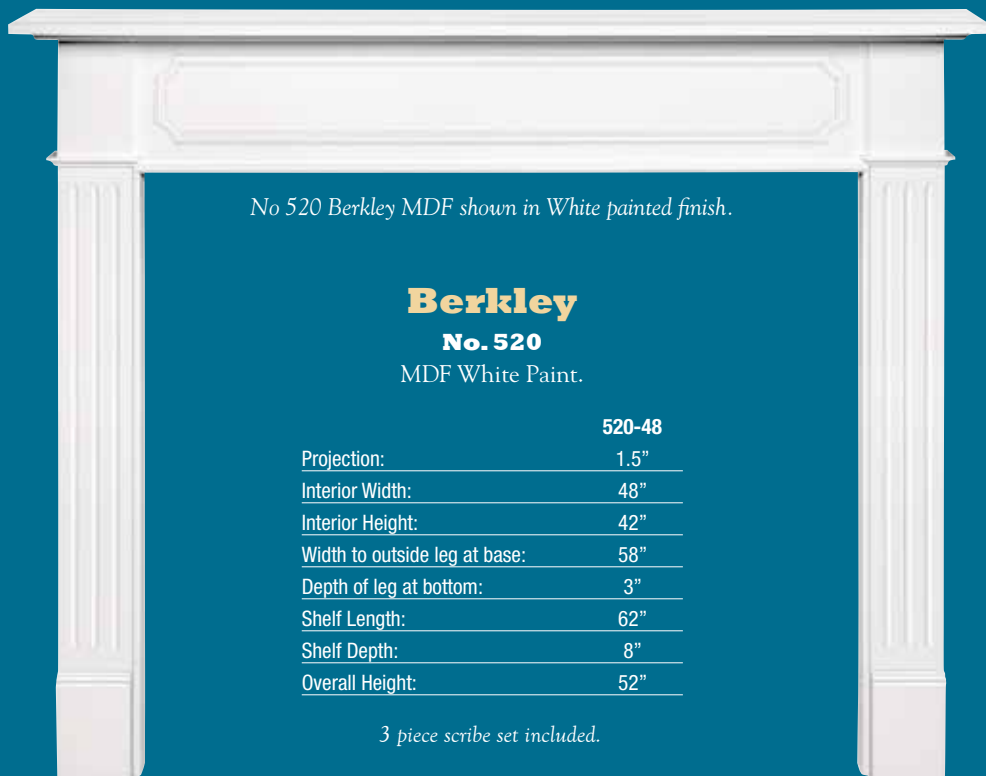 No 520 Berkley MDF shown in White painted finish.
Berkley
No. 520
MDF White Paint.
520-48
Projection: 1.5”
Interior Width: 48”
Interior Height: 42”
Width to outside leg at base: 58”
Depth of leg at bottom: 3”
Shelf Length: 62”
Shelf Depth: 8”
Overall Height: 52”
3 piece scribe set included.